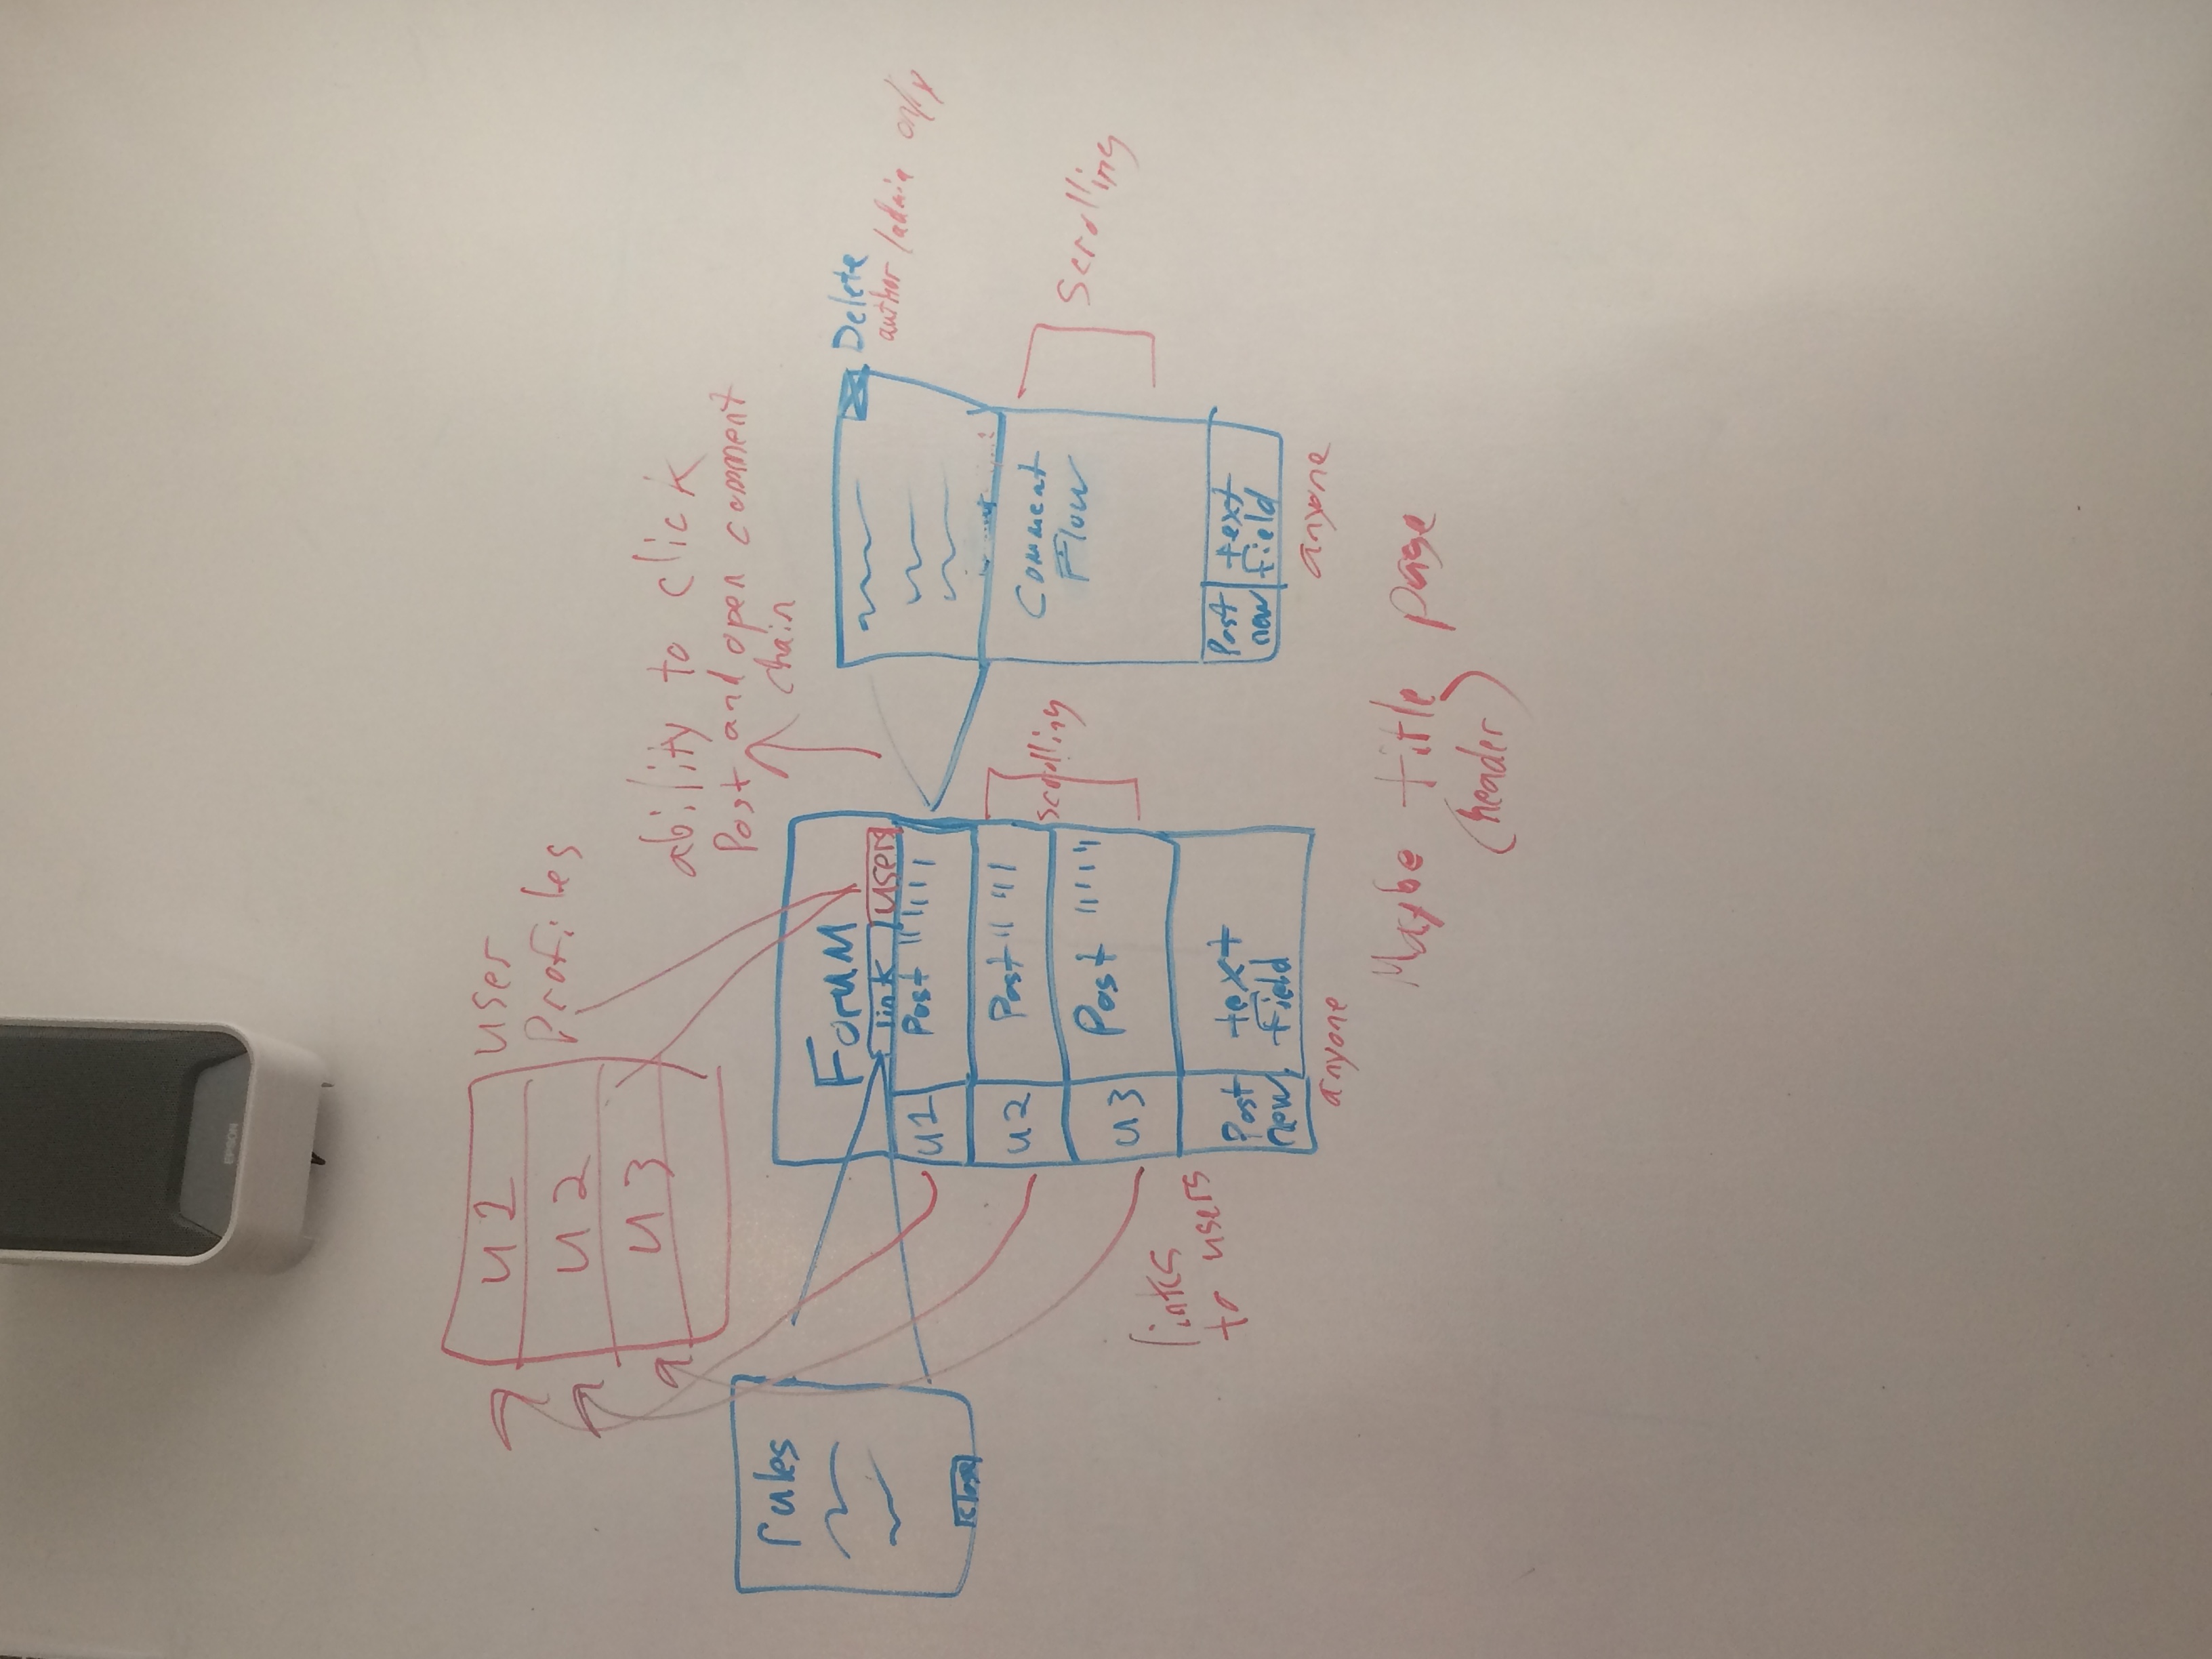 EPSON
u1
u2
u3
user
Profiles
ability to click
Post and open comment
chain
rules
close
Forum
link
users
u1
Post
u2
Post
u3
Post
scrolling
links
to users
Post
new
text
field
anyone
Delete
author/admin only
Comment
Flow
Scrolling
Post
new
text
field
anyone
Maybe title page
(header)